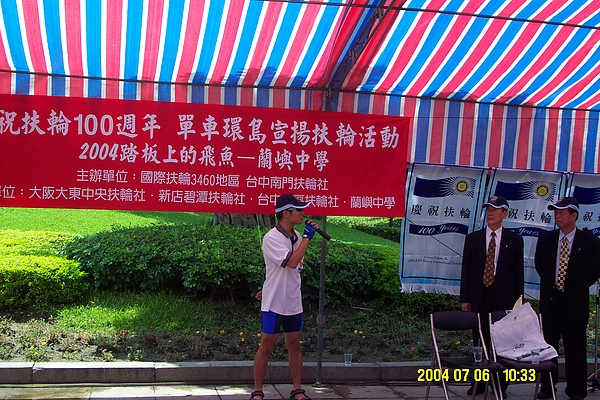 祝扶輪100週年 單車環島宣揚扶輪活動
2004踏板上的飛魚—蘭嶼中學
主辦單位：國際扶輪3460地區 台中南門扶輪社
位：大阪大東中央扶輪社·新店碧潭扶輪社·台中 扶輪社·蘭嶼中學
慶祝扶輪
100 Years
祝扶輪
Years
慶祝
2004 07 06 10:33